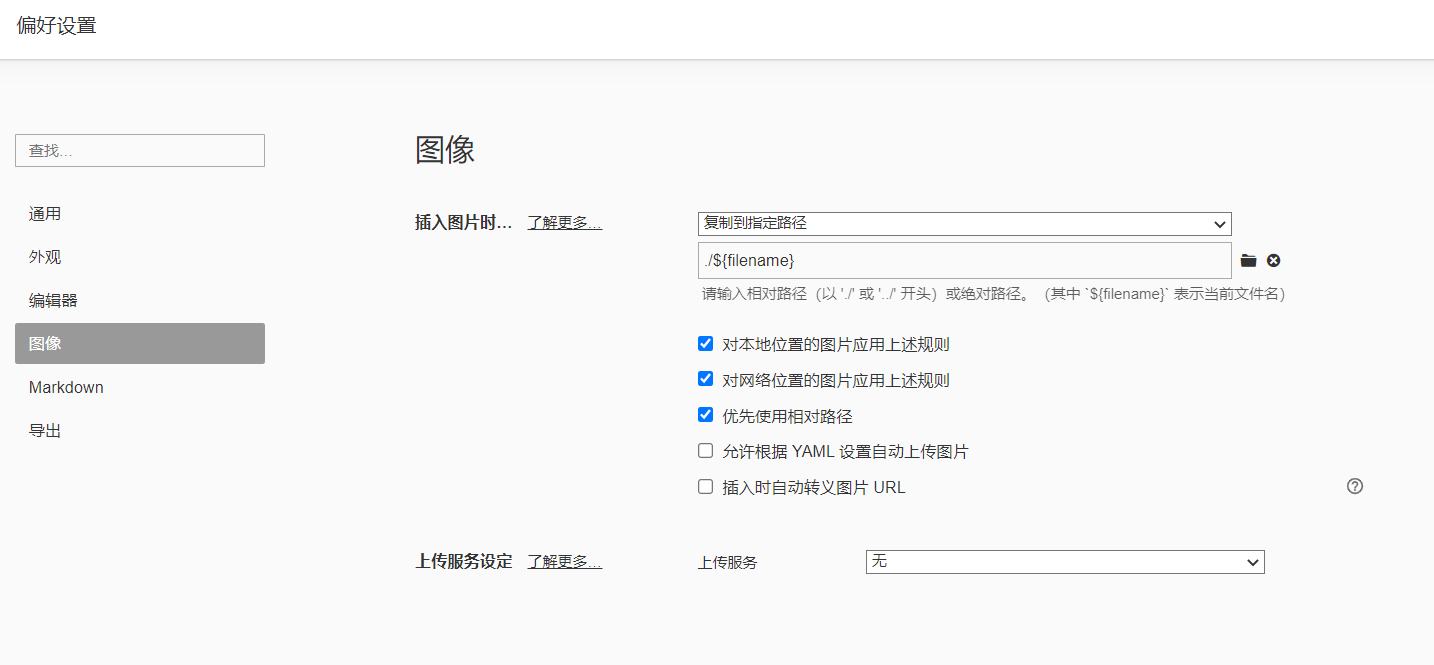 偏好设置
查找…
通用
外观
编辑器
图像
Markdown
导出
图像
插入图片时… 了解更多…
复制到指定路径
./${filename}
请输入相对路径（以 './' 或 '../' 开头）或绝对路径。（其中 `${filename}` 表示当前文件名）
对本地位置的图片应用上述规则
对网络位置的图片应用上述规则
优先使用相对路径
允许根据 YAML 设置自动上传图片
插入时自动转义图片 URL
上传服务设定 了解更多… 上传服务 无